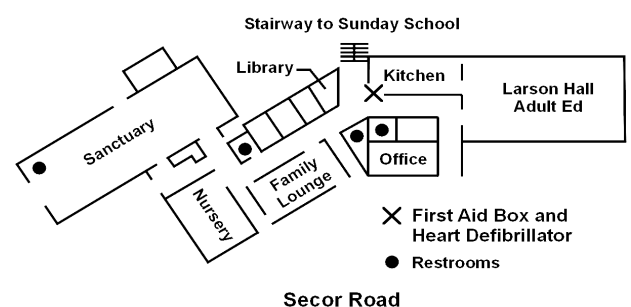 Stairway to Sunday School
Library
Kitchen
Larson Hall
Adult Ed
Sanctuary
Office
Family
Lounge
Nursery
First Aid Box and
Heart Defibrillator
Restrooms
Secor Road